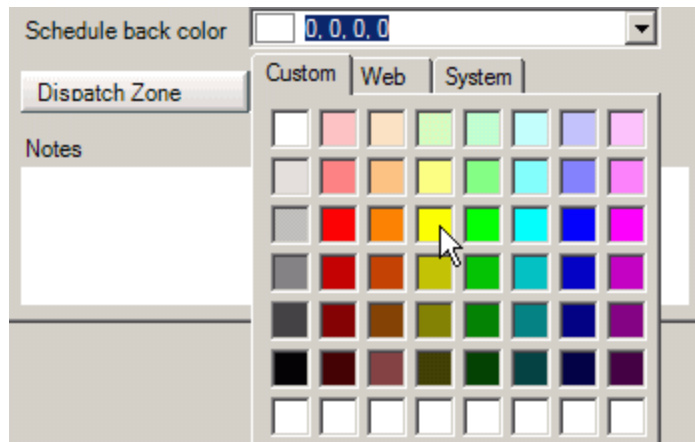 Schedule back color
0, 0, 0, 0
Custom
Web
System
Dispatch Zone
Notes